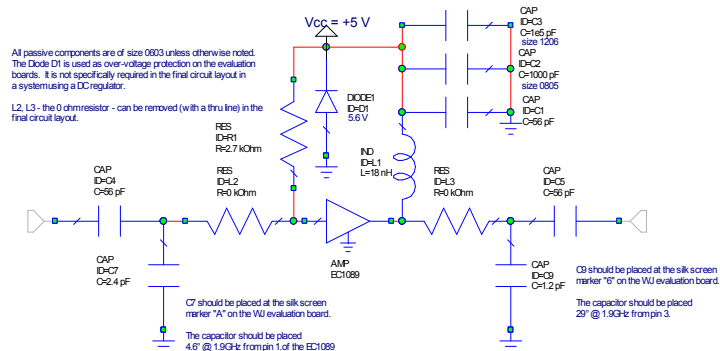 Vcc = +5 V
CAP
ID=C3
C=1e5 pF
size 1206
All passive components are of size 0603 unless otherwise noted.
The Diode D1 is used as over-voltage protection on the evaluation
boards. It is not specifically required in the final circuit layout in
a system using a DC regulator.
L2, L3 - the 0 ohm resistor - can be removed (with a thru line) in the
final circuit layout.
CAP
ID=C2
C=1000 pF
size 0805
DIODE1
ID=D1
5.6 V
CAP
ID=C1
C=56 pF
RES
ID=R1
R=2.7 kOhm
IND
ID=L1
L=18 nH
CAP
ID=C4
C=56 pF
RES
ID=L2
R=0 kOhm
RES
ID=L3
R=0 kOhm
CAP
ID=C5
C=56 pF
AMP
EC1089
CAP
ID=C7
C=2.4 pF
CAP
ID=C9
C=1.2 pF
C9 should be placed at the silk screen
marker "6" on the WJ evaluation board.
The capacitor should be placed
29° @ 1.9GHz from pin 3.
C7 should be placed at the silk screen
marker "A" on the WJ evaluation board.
The capacitor should be placed
4.6° @ 1.9GHz from pin 1 of the EC1089